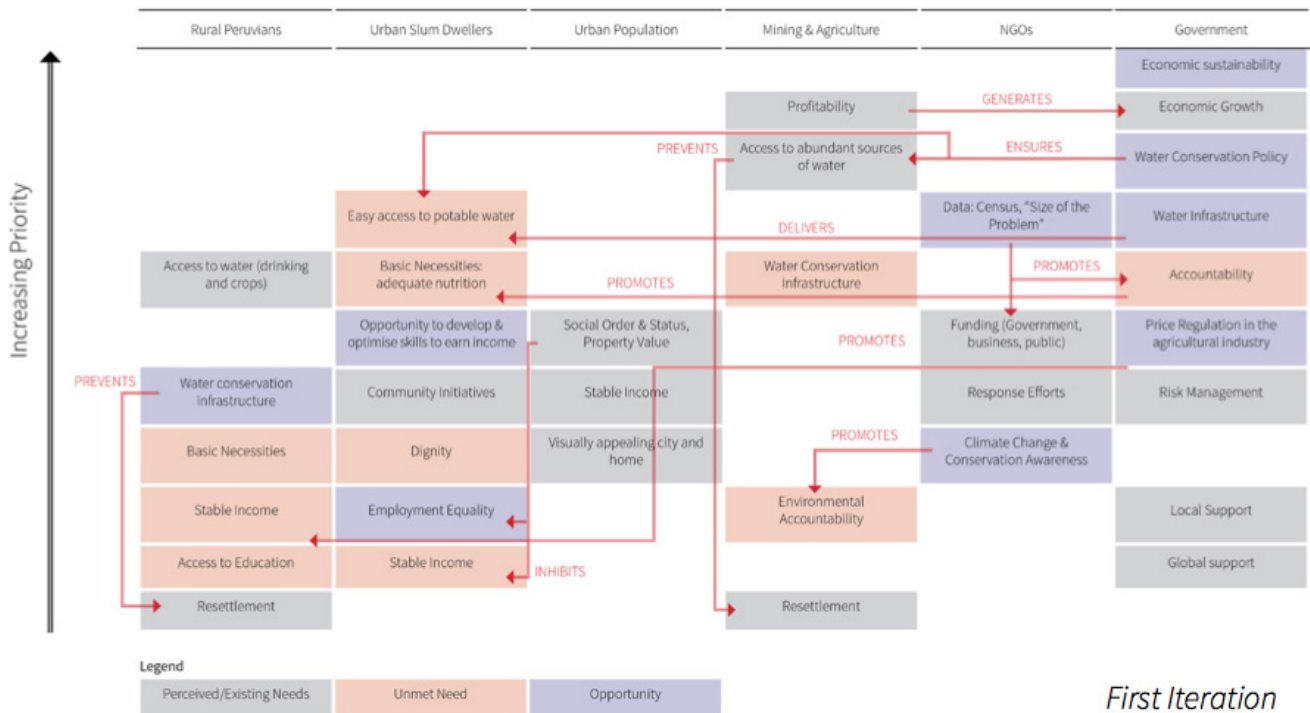 Rural Peruvians
Urban Slum Dwellers
Urban Population
Mining & Agriculture
NGOs
Government
Increasing Priority
Economic sustainability
Profitability
GENERATES
Economic Growth
PREVENTS
Access to abundant sources
of water
ENSURES
Water Conservation Policy
Easy access to potable water
Data: Census, "Size of the
Problem"
Water Infrastructure
DELIVERS
Access to water (drinking
and crops)
Basic Necessities:
adequate nutrition
PROMOTES
Water Conservation
Infrastructure
PROMOTES
Accountability
Opportunity to develop &
optimise skills to earn income
Social Order & Status,
Property Value
PROMOTES
Funding (Government,
business, public)
Price Regulation in the
agricultural industry
PREVENTS
Water conservation
infrastructure
Community Initiatives
Stable Income
Response Efforts
Risk Management
Basic Necessities
Dignity
Visually appealing city and
home
PROMOTES
Climate Change &
Conservation Awareness
Stable Income
Employment Equality
Environmental
Accountability
Local Support
Access to Education
Stable Income
INHIBITS
Global support
Resettlement
Resettlement
Legend
Perceived/Existing Needs
Unmet Need
Opportunity
First Iteration